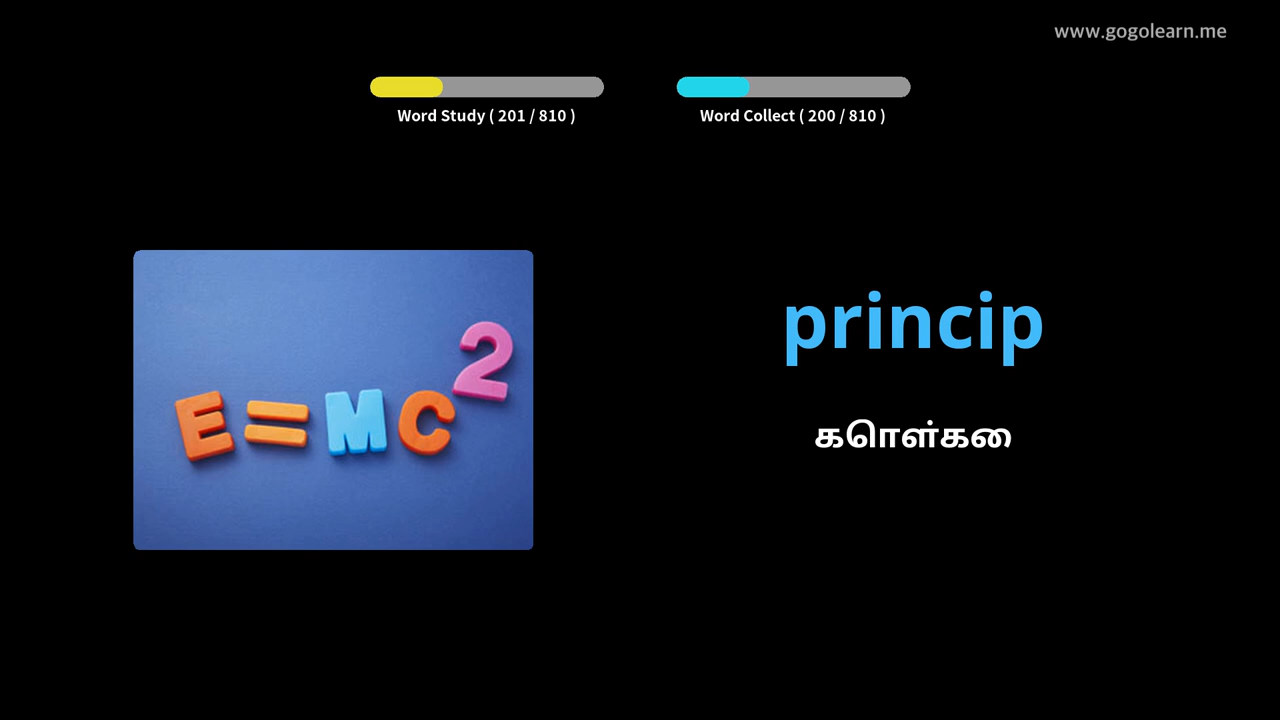 www.gogolearn.me
Word Study ( 201 / 810 )
Word Collect ( 200 / 810 )
E=MC2
princip
கொள்கை